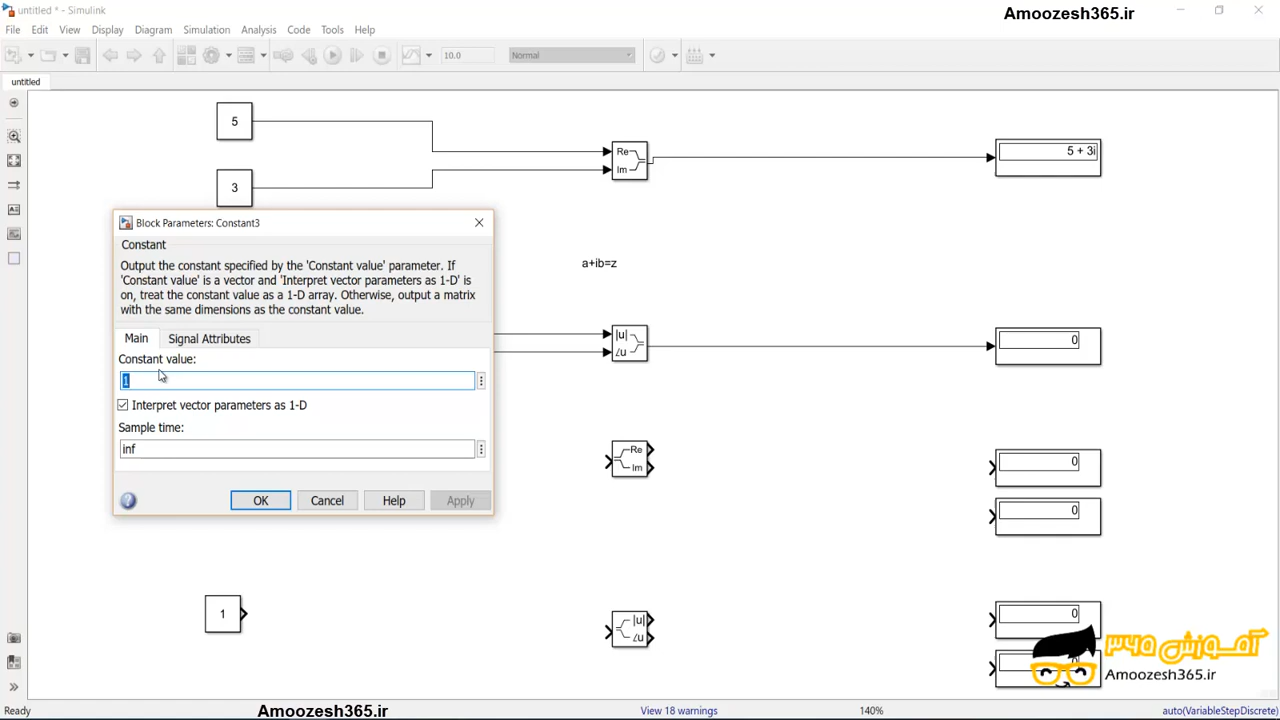 untitled * - Simulink
Amoozesh365.ir
File Edit View Display Diagram Simulation Analysis Code Tools Help
10.0 Normal
untitled
5
Re
Im
5 + 3i
3
Block Parameters: Constant3
Constant
Output the constant specified by the 'Constant value' parameter. If
'Constant value' is a vector and 'Interpret vector parameters as 1-D' is
on, treat the constant value as a 1-D array. Otherwise, output a matrix
with the same dimensions as the constant value.
Main Signal Attributes
Constant value:
1
Interpret vector parameters as 1-D
Sample time:
inf
OK Cancel Help Apply
a+ib=z
|u|
∠u
0
Re
Im
0
0
1
|u|
∠u
0
آموزش ۳۶۵
Amoozesh365.ir
Ready
Amoozesh365.ir
View 18 warnings
140%
auto(VariableStepDiscrete)